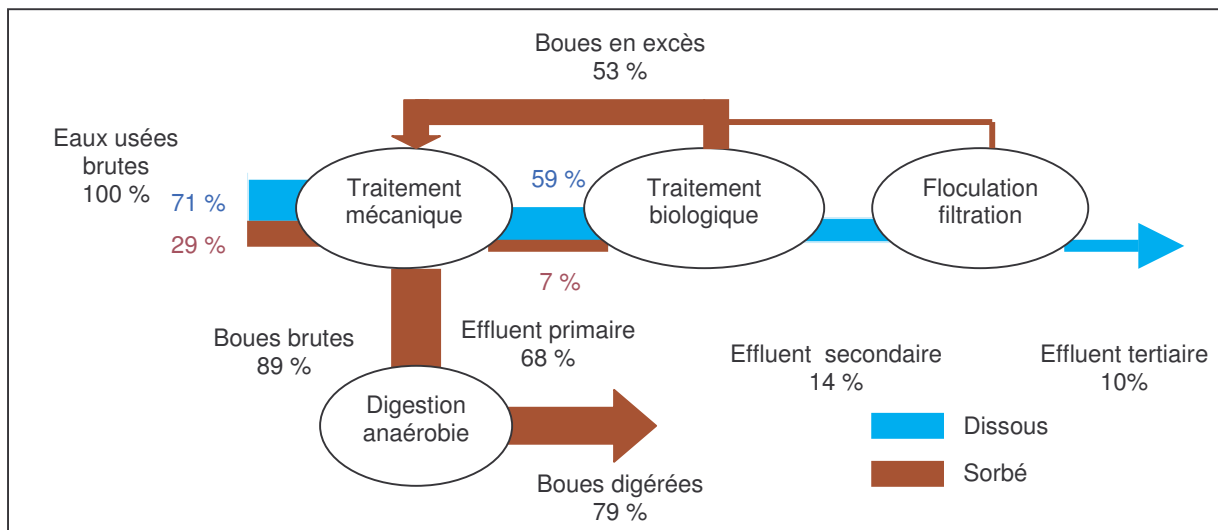 Boues en excès
53 %
Eaux usées
brutes
100 %
71 %
29 %
Traitement
mécanique
59 %
7 %
Traitement
biologique
Floculation
filtration
Boues brutes
89 %
Effluent primaire
68 %
Effluent secondaire
14 %
Effluent tertiaire
10%
Digestion
anaérobie
Boues digérées
79 %
Dissous
Sorbé